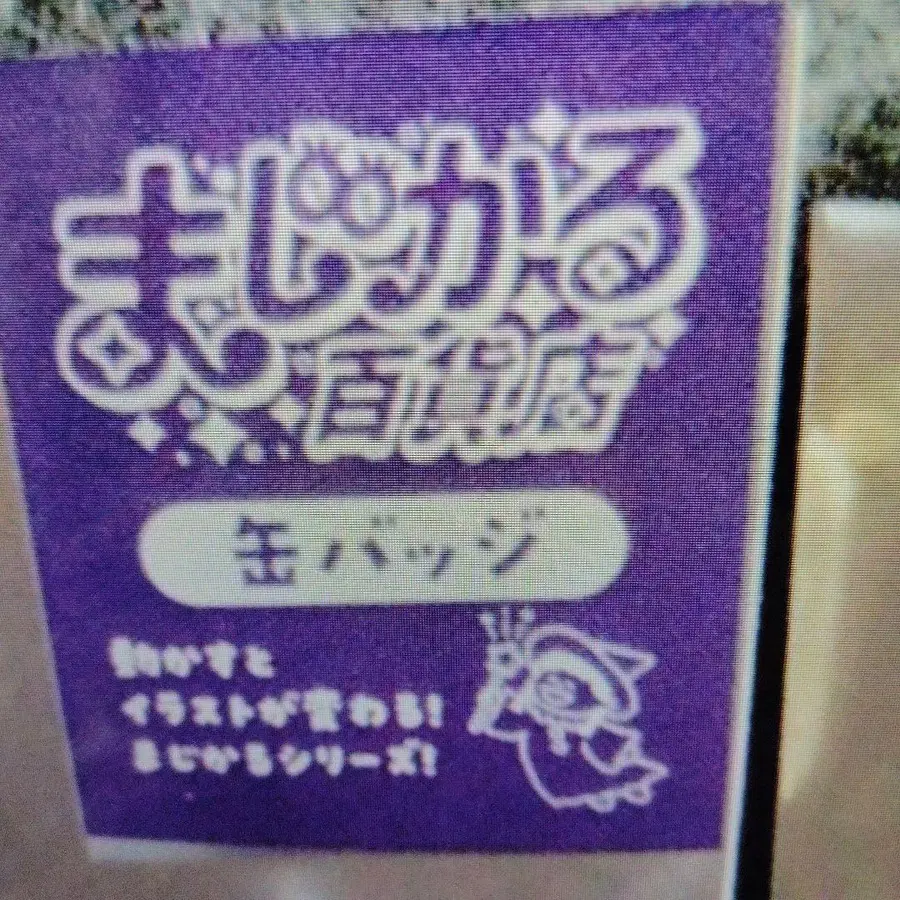 まじかる
百貨店
缶バッジ
動かすと
イラストが変わる!
まじかるシリーズ!